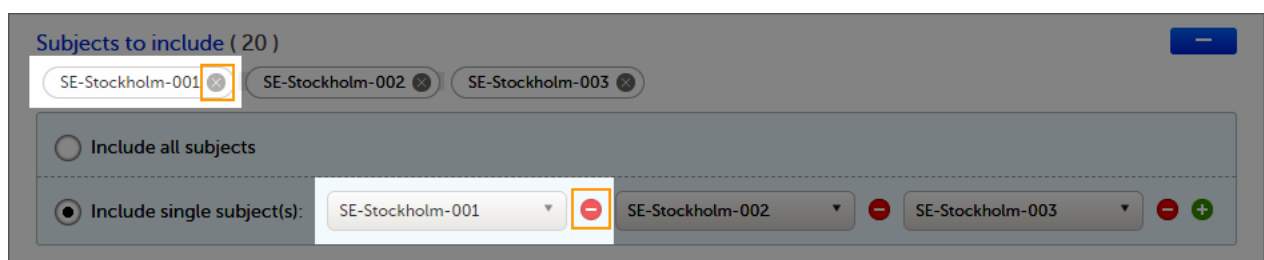 Subjects to include ( 20 )
SE-Stockholm-001 SE-Stockholm-002 SE-Stockholm-003
Include all subjects
Include single subject(s): SE-Stockholm-001 SE-Stockholm-002 SE-Stockholm-003